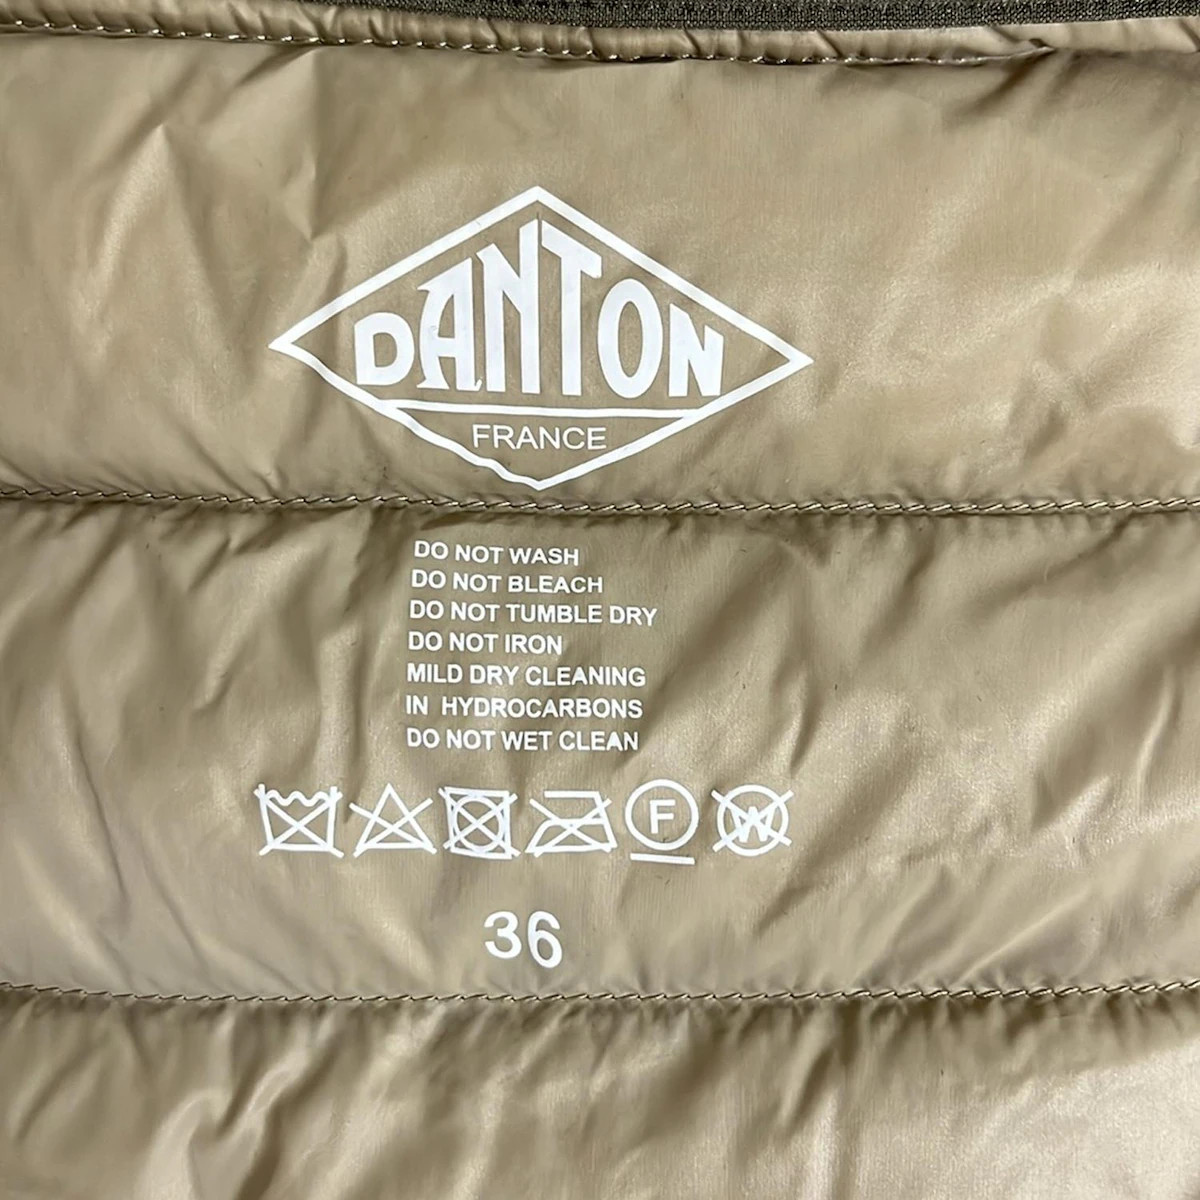 DANTON
FRANCE
DO NOT WASH
DO NOT BLEACH
DO NOT TUMBLE DRY
DO NOT IRON
MILD DRY CLEANING
IN HYDROCARBONS
DO NOT WET CLEAN
F W
36